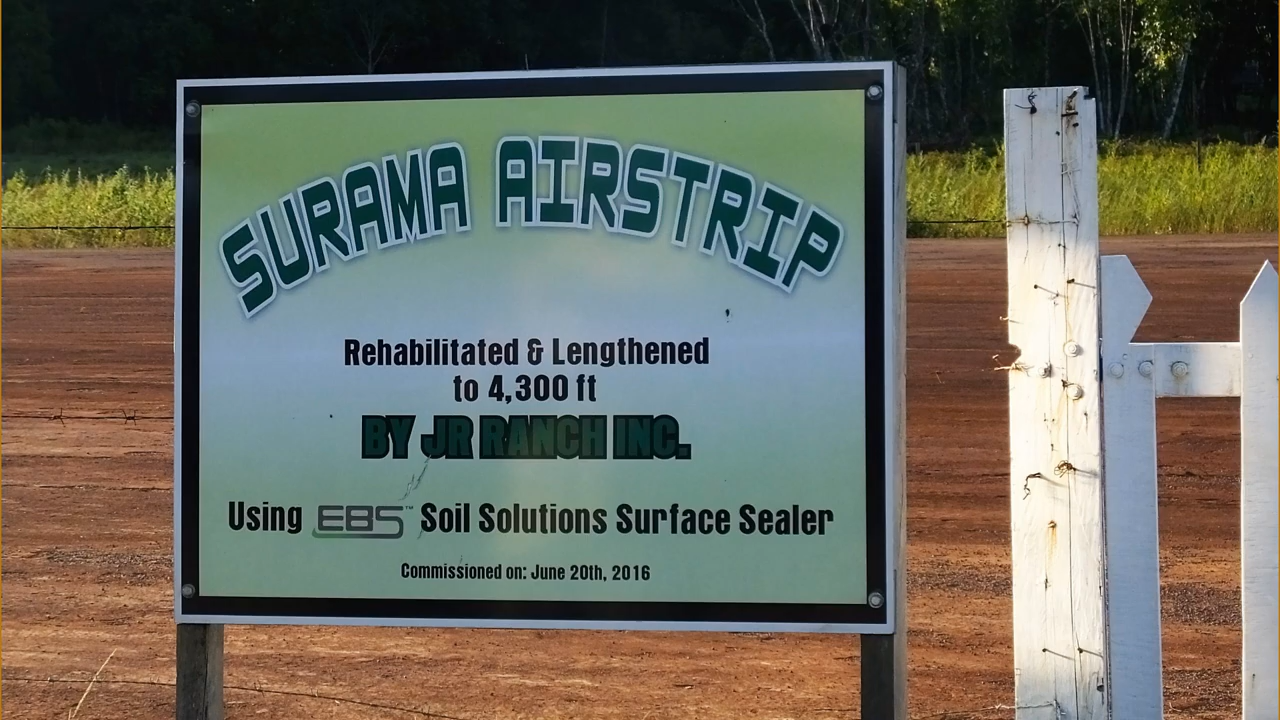 SURAMA AIRSTRIP
Rehabilitated & Lengthened
to 4,300 ft
BY JR RANCH INC.
Using EBS™ Soil Solutions Surface Sealer
Commissioned on: June 20th, 2016